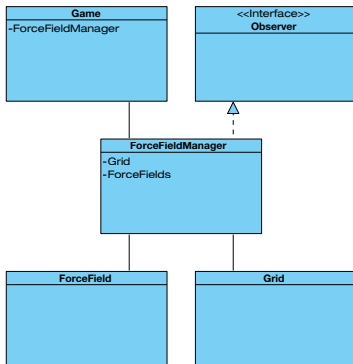 Game
-ForceFieldManager
<<Interface>>
Observer
ForceFieldManager
-Grid
-ForceFields
ForceField
Grid